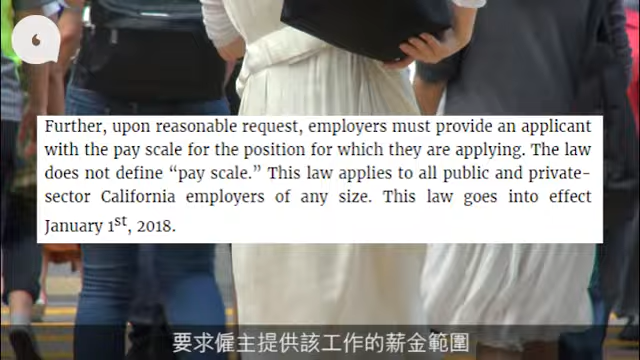 Further, upon reasonable request, employers must provide an applicant
with the pay scale for the position for which they are applying. The law
does not define “pay scale.” This law applies to all public and private-
sector California employers of any size. This law goes into effect
January 1st, 2018.
要求僱主提供該工作的薪金範圍